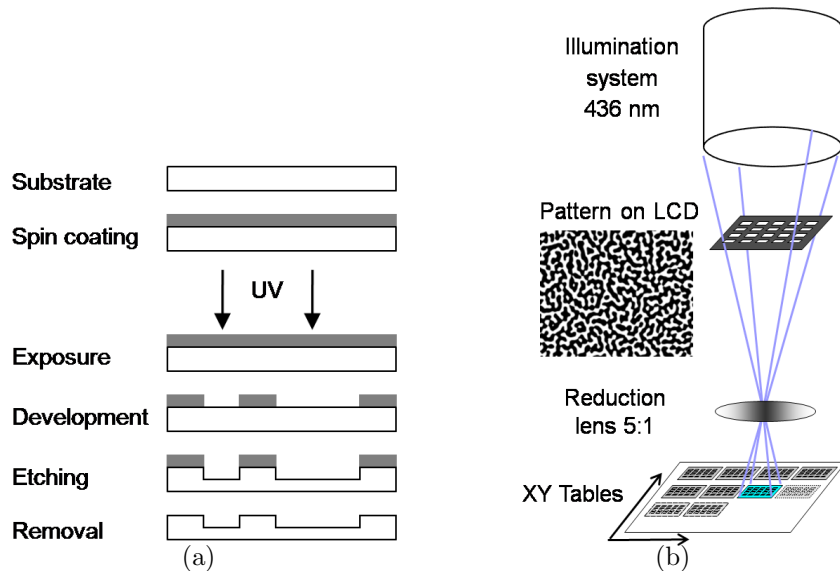 Substrate
Spin coating
UV
Exposure
Development
Etching
Removal
(a)
Illumination
system
436 nm
Pattern on LCD
Reduction
lens 5:1
XY Tables
(b)